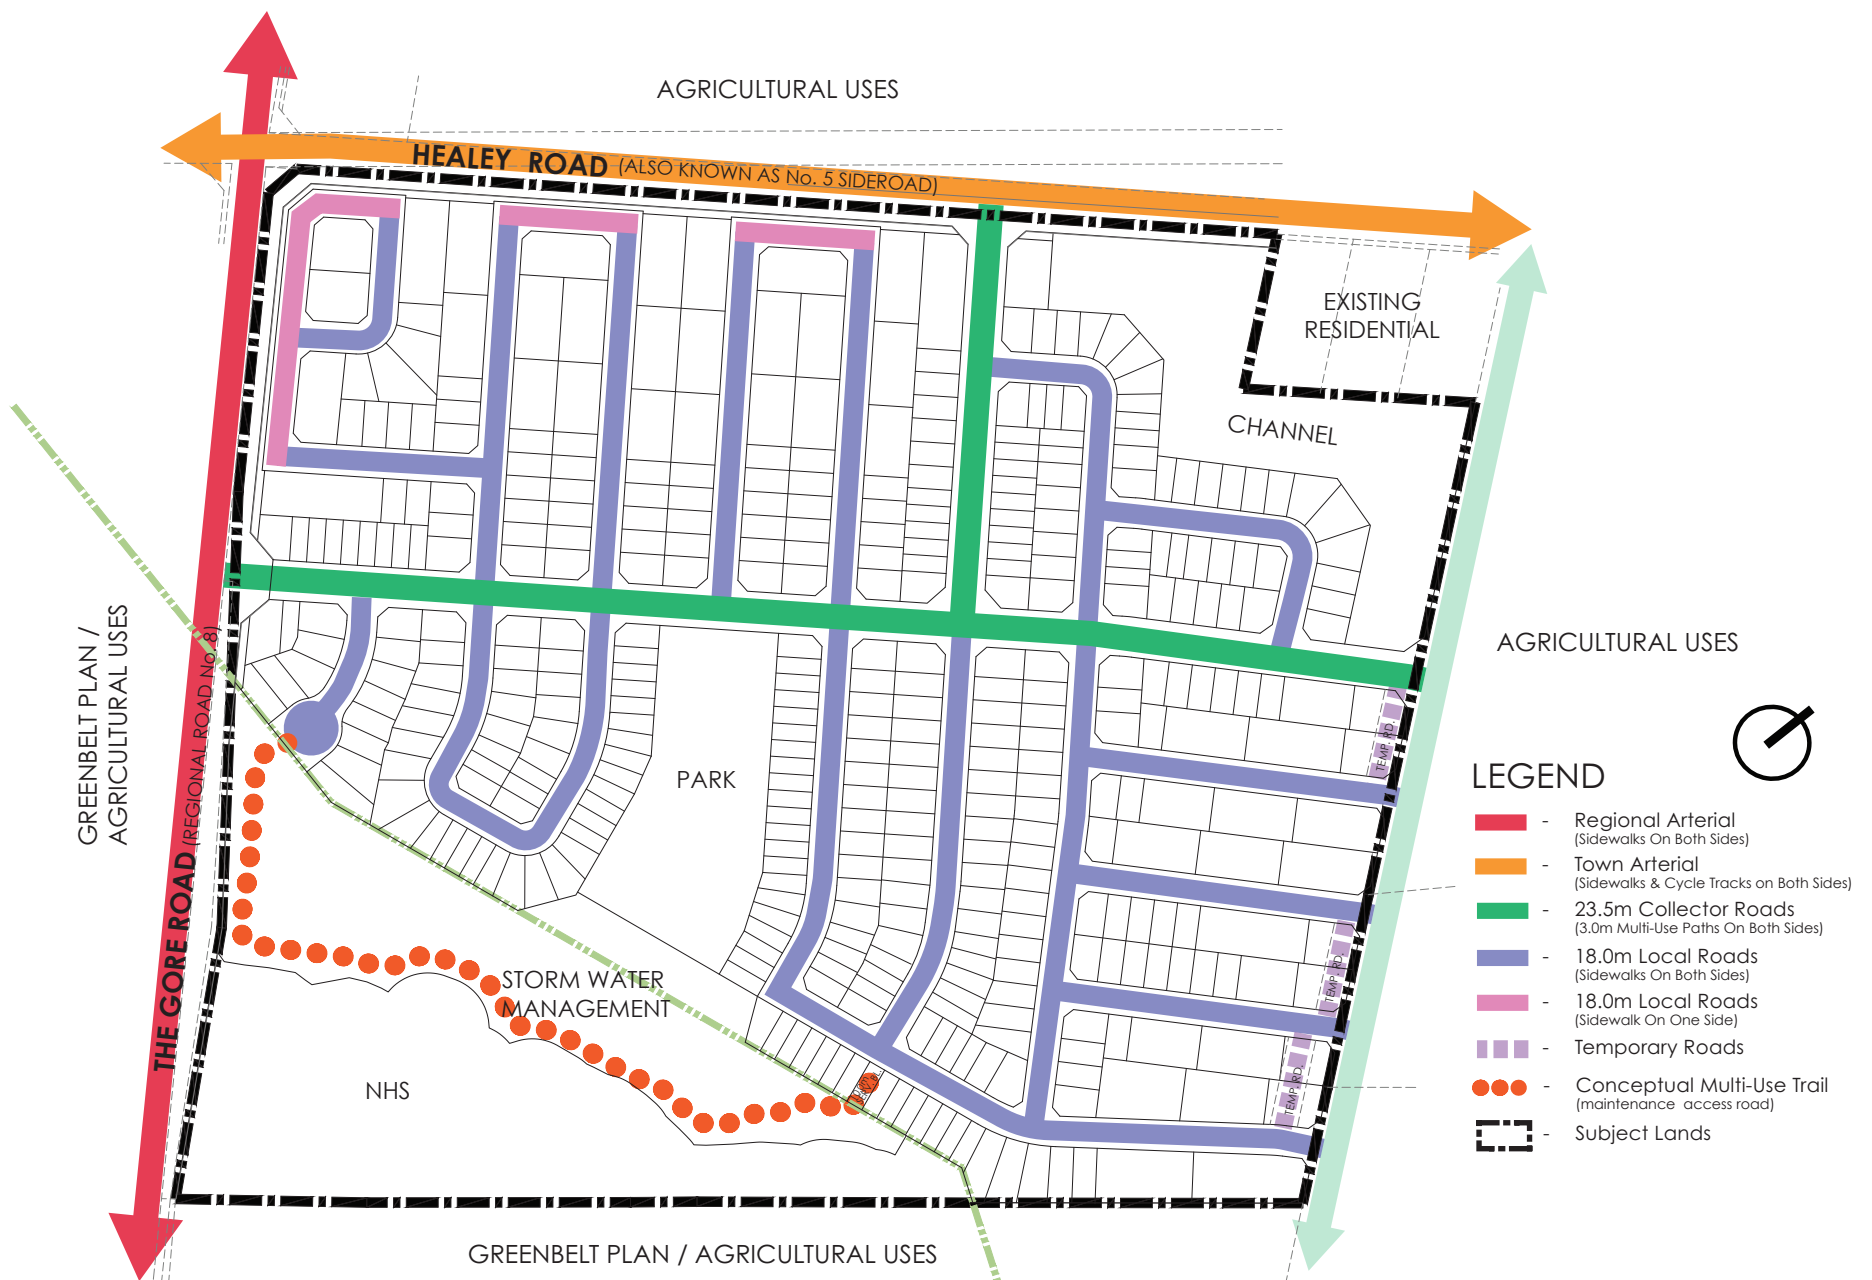 AGRICULTURAL USES
HEALEY ROAD (ALSO KNOWN AS No. 5 SIDEROAD)
EXISTING
RESIDENTIAL
CHANNEL
GREENBELT PLAN /
AGRICULTURAL USES
THE GORE ROAD (REGIONAL ROAD No. 8)
AGRICULTURAL USES
PARK
TEMP. RD.
TEMP. RD.
TEMP. RD.
STORM WATER
MANAGEMENT
NHS
GREENBELT PLAN / AGRICULTURAL USES
LEGEND
- Regional Arterial
(Sidewalks On Both Sides)
- Town Arterial
(Sidewalks & Cycle Tracks on Both Sides)
- 23.5m Collector Roads
(3.0m Multi-Use Paths On Both Sides)
- 18.0m Local Roads
(Sidewalks On Both Sides)
- 18.0m Local Roads
(Sidewalk On One Side)
- Temporary Roads
- Conceptual Multi-Use Trail
(maintenance access road)
- Subject Lands